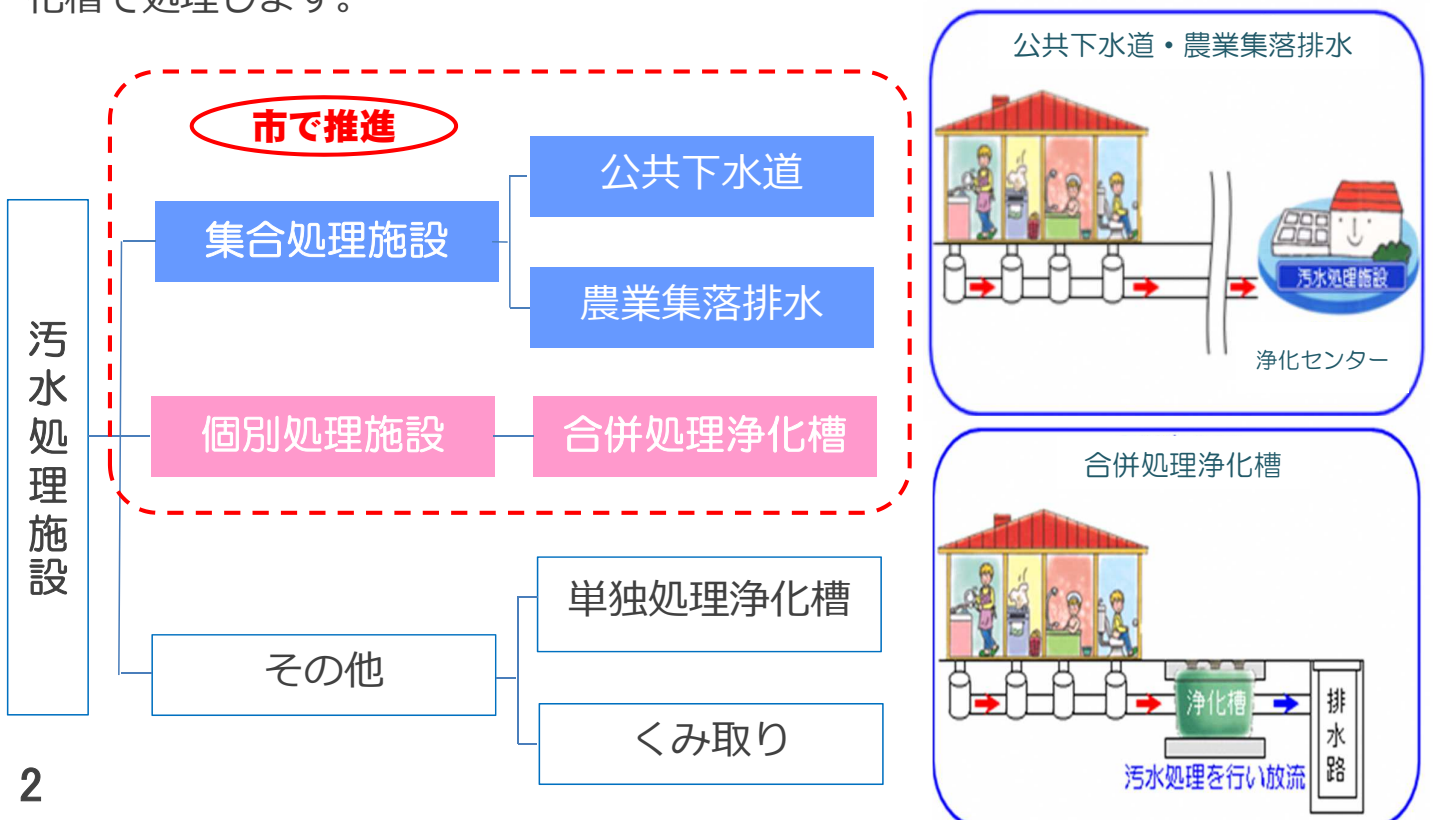 化槽で処理します。
市で推進
汚水処理施設
集合処理施設
公共下水道
農業集落排水
個別処理施設
合併処理浄化槽
その他
単独処理浄化槽
くみ取り
2
公共下水道・農業集落排水
汚水処理施設
浄化センター
合併処理浄化槽
浄化槽
排水路
汚水処理を行い放流